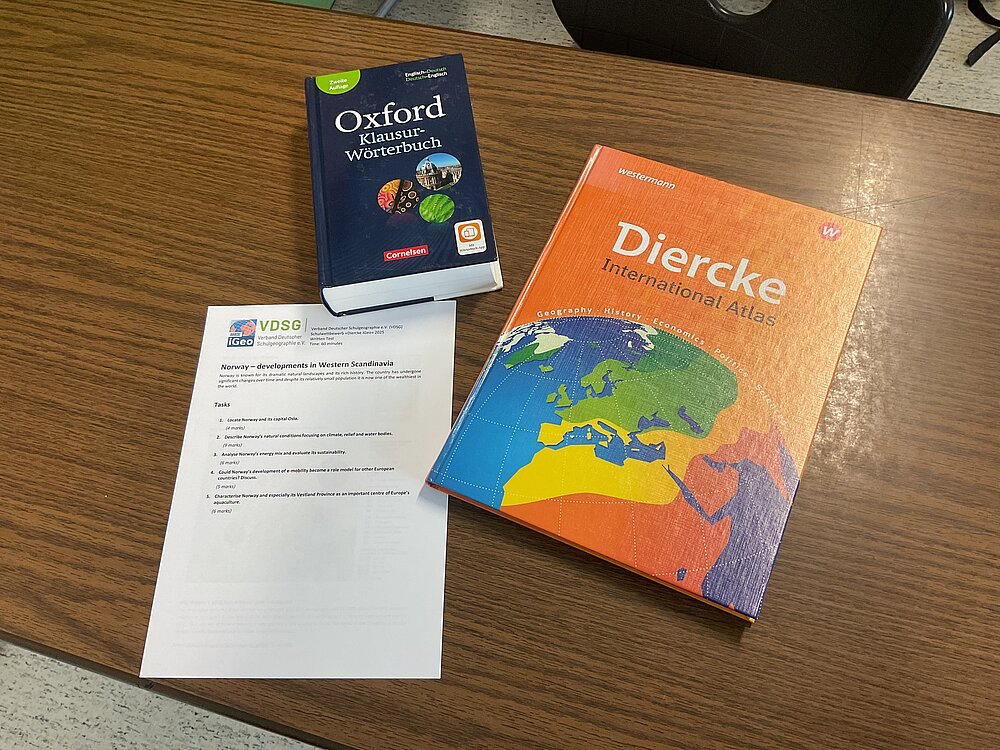 Zweite
Auflage
Englisch–Deutsch
Deutsch–Englisch
Oxford
Klausur-
Wörterbuch
Cornelsen
westermann
W
Diercke
International Atlas
Geography · History · Economics · Politics
iGeo
VDSG
Verband Deutscher
Schulgeographie e.V.
Verband Deutscher Schulgeographie e.V. (VDSG)
Schulwettbewerb »Diercke iGeo« 2025
Written Test
Time: 60 minutes
Norway – developments in Western Scandinavia
Norway is known for its dramatic natural landscapes and its rich history. The country has undergone
significant changes over time and despite its relatively small population it is now one of the wealthiest in
the world.
Tasks
1. Locate Norway and its capital Oslo.
(4 marks)
2. Describe Norway's natural conditions focusing on climate, relief and water bodies.
(9 marks)
3. Analyse Norway's energy mix and evaluate its sustainability.
(6 marks)
4. Could Norway's development of e-mobility become a role model for other European
countries? Discuss.
(5 marks)
5. Characterise Norway and especially its Vestland Province as an important centre of Europe's
aquaculture.
(6 marks)